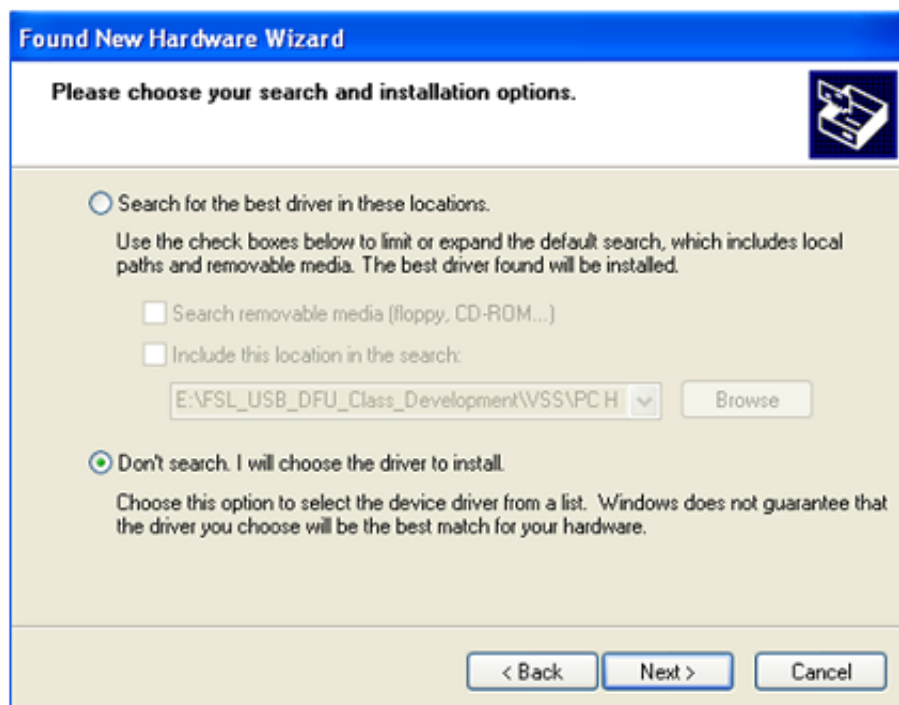 Found New Hardware Wizard
Please choose your search and installation options.
Search for the best driver in these locations.
Use the check boxes below to limit or expand the default search, which includes local
paths and removable media. The best driver found will be installed.
Search removable media (floppy, CD-ROM...)
Include this location in the search:
E:\FSL_USB_DFU_Class_Development\VSS\PC H
Browse
Don't search. I will choose the driver to install.
Choose this option to select the device driver from a list. Windows does not guarantee that
the driver you choose will be the best match for your hardware.
< Back
Next >
Cancel